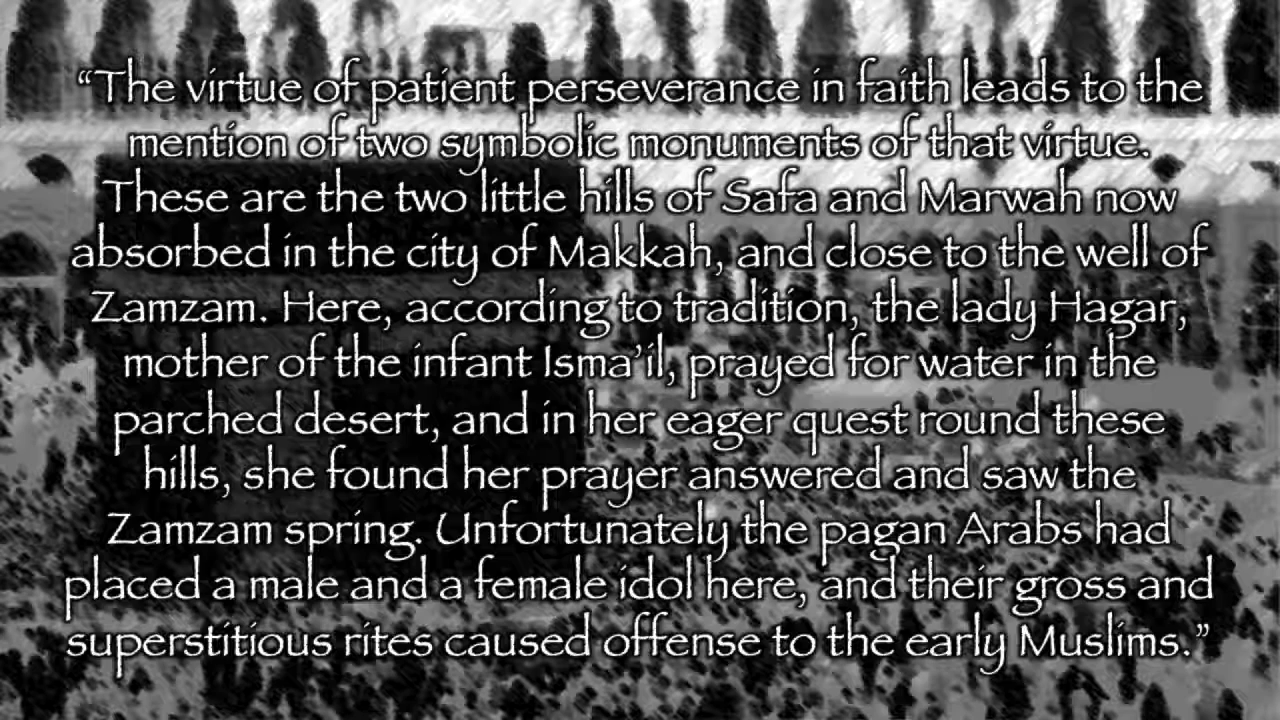 “The virtue of patient perseverance in faith leads to the
mention of two symbolic monuments of that virtue.
These are the two little hills of Safa and Marwah now
absorbed in the city of Makkah, and close to the well of
Zamzam. Here, according to tradition, the lady Hagar,
mother of the infant Isma’il, prayed for water in the
parched desert, and in her eager quest round these
hills, she found her prayer answered and saw the
Zamzam spring. Unfortunately the pagan Arabs had
placed a male and a female idol here, and their gross and
superstitious rites caused offense to the early Muslims.”